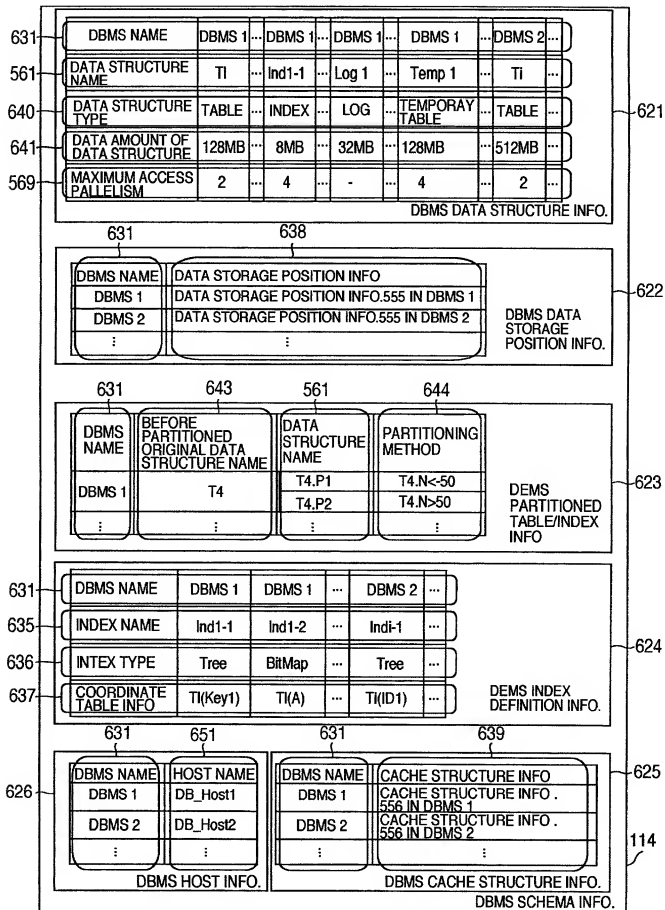 631 DBMS NAME DBMS 1 ... DBMS 1 ... DBMS 1 ... DBMS 1 ... DBMS 2 ...
561 DATA STRUCTURE NAME TI ... Ind1-1 ... Log 1 ... Temp 1 ... Ti ...
640 DATA STRUCTURE TYPE TABLE ... INDEX ... LOG ... TEMPORAY TABLE ... TABLE ...
621
641 DATA AMOUNT OF DATA STRUCTURE 128MB ... 8MB ... 32MB ... 128MB ... 512MB ...
569 MAXIMUM ACCESS PALLELISM 2 ... 4 ... - ... 4 ... 2 ...
DBMS DATA STRUCTURE INFO.
631 638
DBMS NAME DATA STORAGE POSITION INFO
DBMS 1 DATA STORAGE POSITION INFO.555 IN DBMS 1
DBMS 2 DATA STORAGE POSITION INFO.555 IN DBMS 2
⋮ ⋮
DBMS DATA
STORAGE
POSITION INFO.
622
631 643 561 644
DBMS NAME BEFORE PARTITIONED ORIGINAL DATA STRUCTURE NAME DATA STRUCTURE NAME PARTITIONING METHOD
DBMS 1 T4 T4.P1 T4.N<-50
T4.P2 T4.N>50
⋮ ⋮ ⋮ ⋮
DEMS
PARTITIONED
TABLE/INDEX
INFO
623
631 DBMS NAME DBMS 1 DBMS 1 ... DBMS 2 ...
635 INDEX NAME Ind1-1 Ind1-2 ... Indi-1 ...
636 INTEX TYPE Tree BitMap ... Tree ...
637 COORDINATE TABLE INFO TI(Key1) TI(A) ... Ti(ID1) ...
DEMS INDEX
DEFINITION INFO.
624
631 651
626
DBMS NAME HOST NAME
DBMS 1 DB_Host1
DBMS 2 DB_Host2
⋮ ⋮
DBMS HOST INFO.
631 639
625
DBMS NAME CACHE STRUCTURE INFO
DBMS 1 CACHE STRUCTURE INFO . 556 IN DBMS 1
DBMS 2 CACHE STRUCTURE INFO . 556 IN DBMS 2
⋮ ⋮
DBMS CACHE STRUCTURE INFO.
114
DBMS SCHEMA INFO.